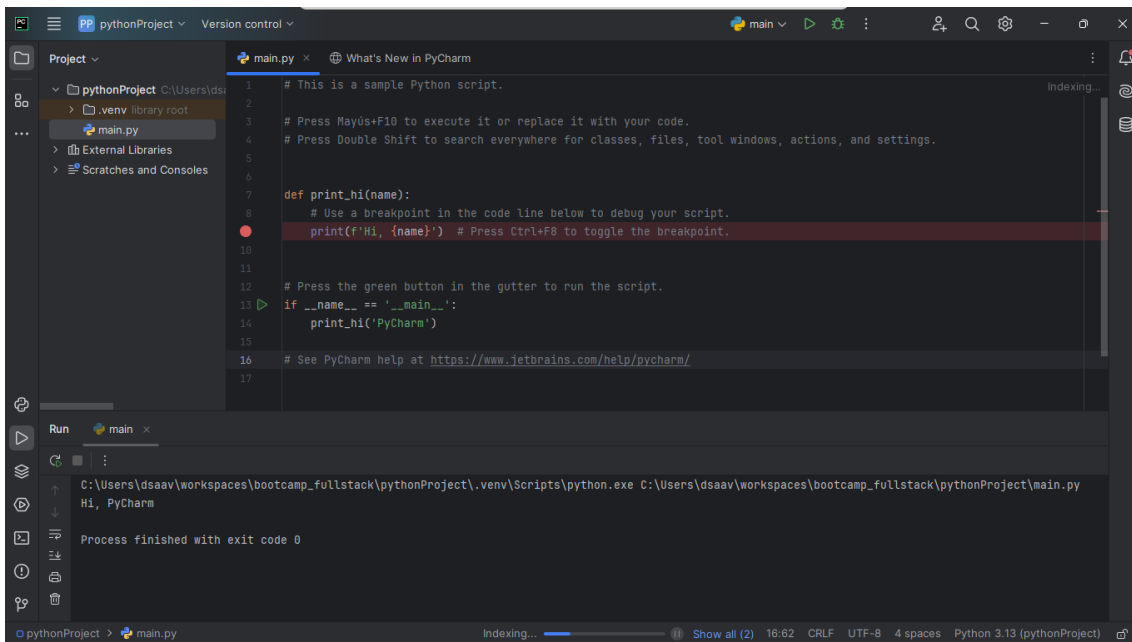 PC PP pythonProject Version control main
Project
main.py What's New in PyCharm
pythonProject C:\Users\dsa
.venv library root
main.py
External Libraries
Scratches and Consoles
Indexing...
1 # This is a sample Python script.
2
3 # Press Mayús+F10 to execute it or replace it with your code.
4 # Press Double Shift to search everywhere for classes, files, tool windows, actions, and settings.
5
6
7 def print_hi(name):
8 # Use a breakpoint in the code line below to debug your script.
print(f'Hi, {name}') # Press Ctrl+F8 to toggle the breakpoint.
10
11
12 # Press the green button in the gutter to run the script.
13 if __name__ == '__main__':
14 print_hi('PyCharm')
15
16 # See PyCharm help at https://www.jetbrains.com/help/pycharm/
17
Run main
C:\Users\dsaav\workspaces\bootcamp_fullstack\pythonProject\.venv\Scripts\python.exe C:\Users\dsaav\workspaces\bootcamp_fullstack\pythonProject\main.py
Hi, PyCharm
Process finished with exit code 0
pythonProject > main.py Indexing... Show all (2) 16:62 CRLF UTF-8 4 spaces Python 3.13 (pythonProject)